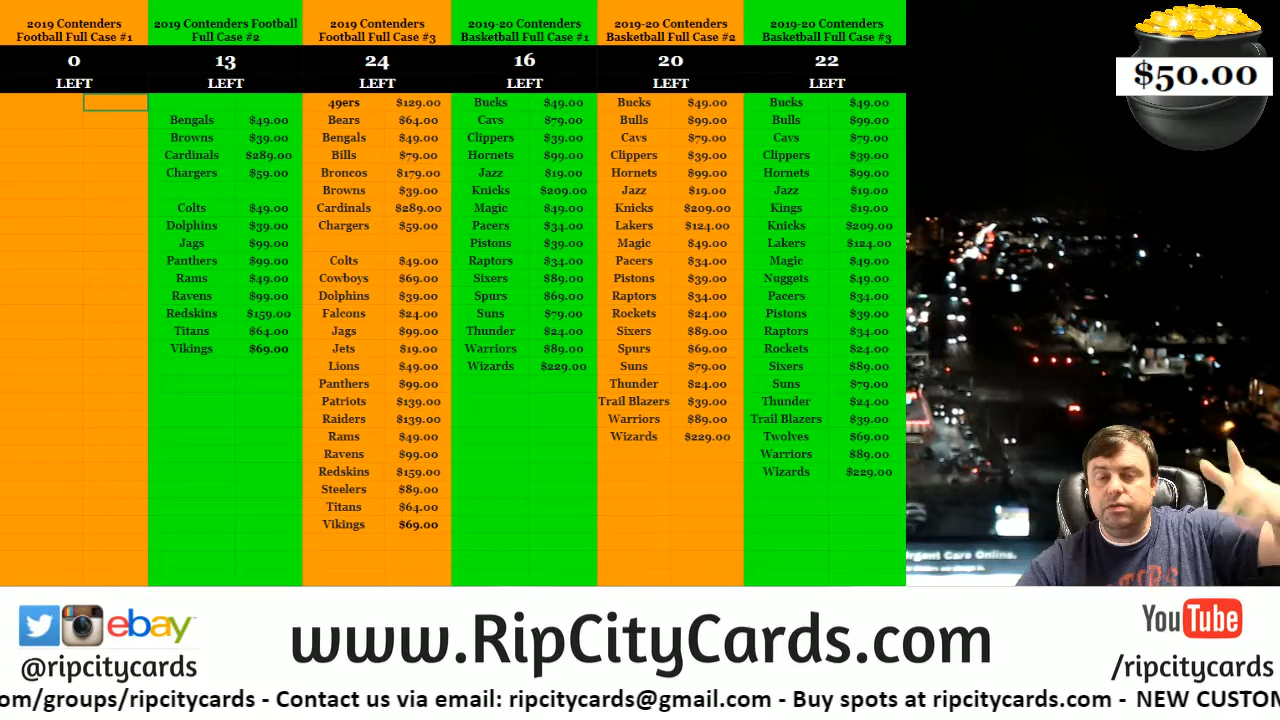 2019 Contenders
Football Full Case #1
0
LEFT
2019 Contenders Football
Full Case #2
13
LEFT
Bengals $49.00
Browns $39.00
Cardinals $289.00
Chargers $59.00
Colts $49.00
Dolphins $39.00
Jags $99.00
Panthers $99.00
Rams $49.00
Ravens $99.00
Redskins $159.00
Titans $64.00
Vikings $69.00
2019 Contenders
Football Full Case #3
24
LEFT
49ers $129.00
Bears $64.00
Bengals $49.00
Bills $79.00
Broncos $179.00
Browns $39.00
Cardinals $289.00
Chargers $59.00
Colts $49.00
Cowboys $69.00
Dolphins $39.00
Falcons $24.00
Jags $99.00
Jets $19.00
Lions $49.00
Panthers $99.00
Patriots $139.00
Raiders $139.00
Rams $49.00
Ravens $99.00
Redskins $159.00
Steelers $89.00
Titans $64.00
Vikings $69.00
2019-20 Contenders
Basketball Full Case #1
16
LEFT
Bucks $49.00
Cavs $79.00
Clippers $39.00
Hornets $99.00
Jazz $19.00
Knicks $209.00
Magic $49.00
Pacers $34.00
Pistons $39.00
Raptors $34.00
Sixers $89.00
Spurs $69.00
Suns $79.00
Thunder $24.00
Warriors $89.00
Wizards $229.00
2019-20 Contenders
Basketball Full Case #2
20
LEFT
Bucks $49.00
Bulls $99.00
Cavs $79.00
Clippers $39.00
Hornets $99.00
Jazz $19.00
Knicks $209.00
Lakers $124.00
Magic $49.00
Pacers $34.00
Pistons $39.00
Raptors $34.00
Rockets $24.00
Sixers $89.00
Spurs $69.00
Suns $79.00
Thunder $24.00
Trail Blazers $39.00
Warriors $89.00
Wizards $229.00
2019-20 Contenders
Basketball Full Case #3
22
LEFT
Bucks $49.00
Bulls $99.00
Cavs $79.00
Clippers $39.00
Hornets $99.00
Jazz $19.00
Kings $19.00
Knicks $209.00
Lakers $124.00
Magic $49.00
Nuggets $49.00
Pacers $34.00
Pistons $39.00
Raptors $34.00
Rockets $24.00
Sixers $89.00
Suns $79.00
Thunder $24.00
Trail Blazers $39.00
Twolves $69.00
Warriors $89.00
Wizards $229.00
$50.00
Care Online.
ebay
@ripcitycards
www.RipCityCards.com
YouTube
/ripcitycards
om/groups/ripcitycards - Contact us via email: ripcitycards@gmail.com - Buy spots at ripcitycards.com - NEW CUSTOM